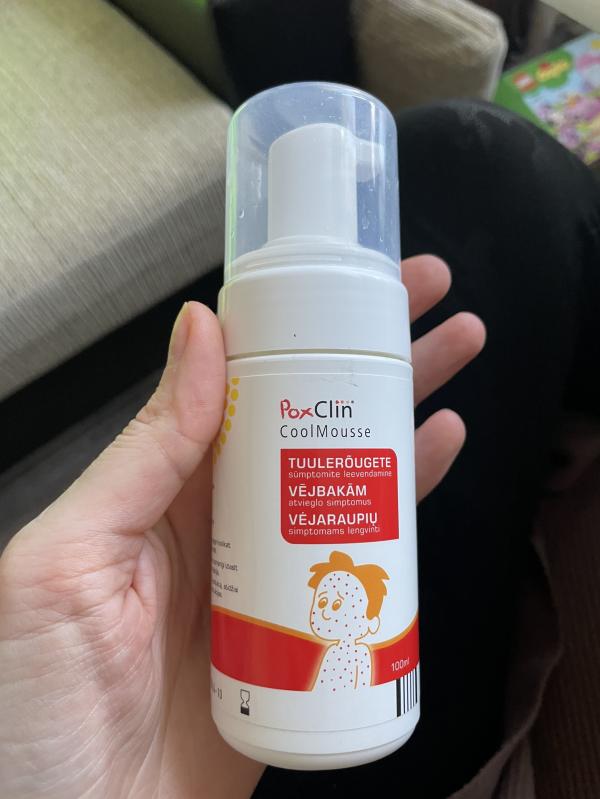 PoxClin
CoolMousse
TUULERÕUGETE
sümptomite leevendamine
VĒJBAKĀM
atvieglo simptomus
VĖJARAUPIŲ
simptomams lengvinti
100ml